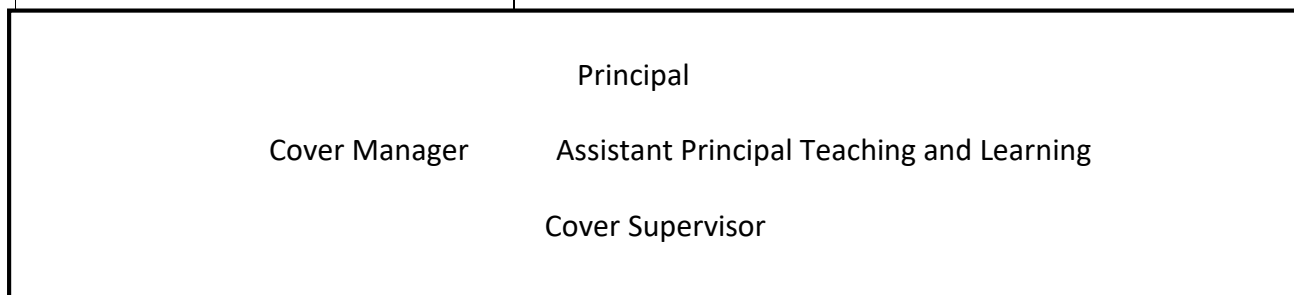 Principal
Cover Manager Assistant Principal Teaching and Learning
Cover Supervisor